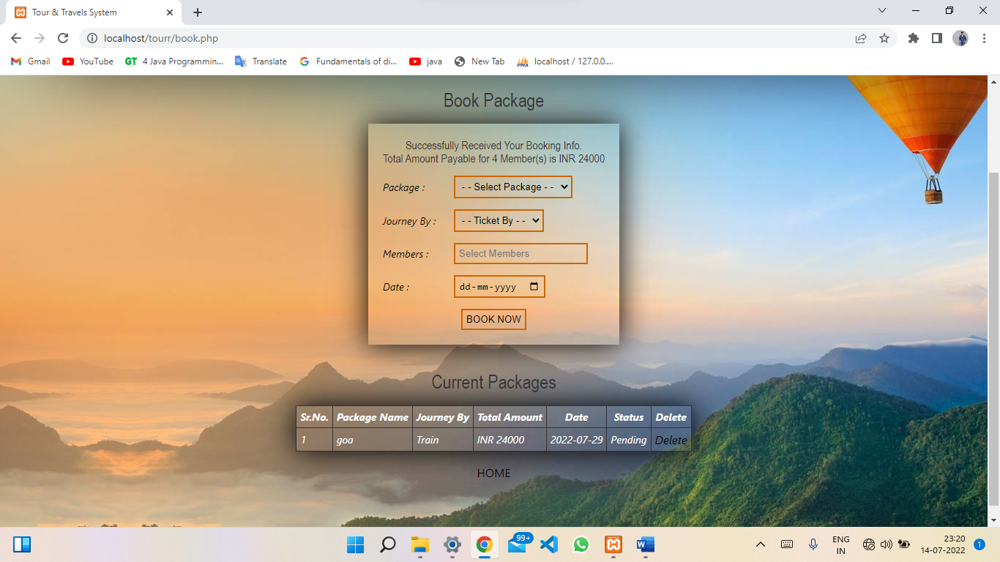 Tour & Travels System
localhost/tourr/book.php
Gmail YouTube GT 4 Java Programmin... Translate Fundamentals of di... java New Tab PMA localhost / 127.0.0....
Book Package
Successfully Received Your Booking Info.
Total Amount Payable for 4 Member(s) is INR 24000
Package : - - Select Package - -
Journey By : - - Ticket By - -
Members : Select Members
Date : dd-mm-yyyy
BOOK NOW
Current Packages
Sr.No. Package Name Journey By Total Amount Date Status Delete
1 goa Train INR 24000 2022-07-29 Pending Delete
HOME
99+
ENG
IN
23:20
14-07-2022
1